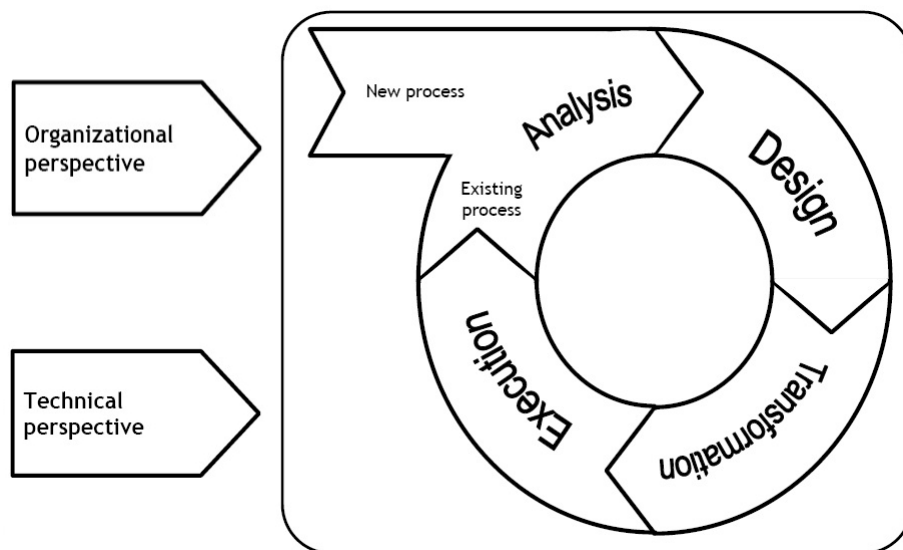 Organizational
perspective
New process
Analysis
Design
Existing
process
Execution
Transformation
Technical
perspective